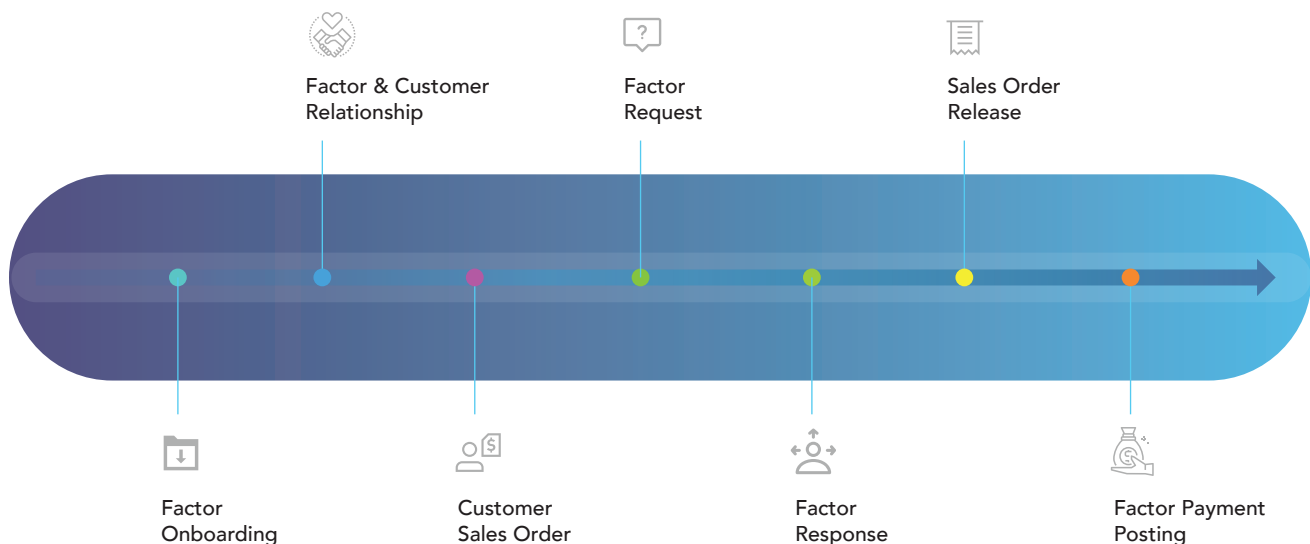 Factor & Customer
Relationship
Factor
Request
Sales Order
Release
Factor
Onboarding
Customer
Sales Order
Factor
Response
Factor Payment
Posting